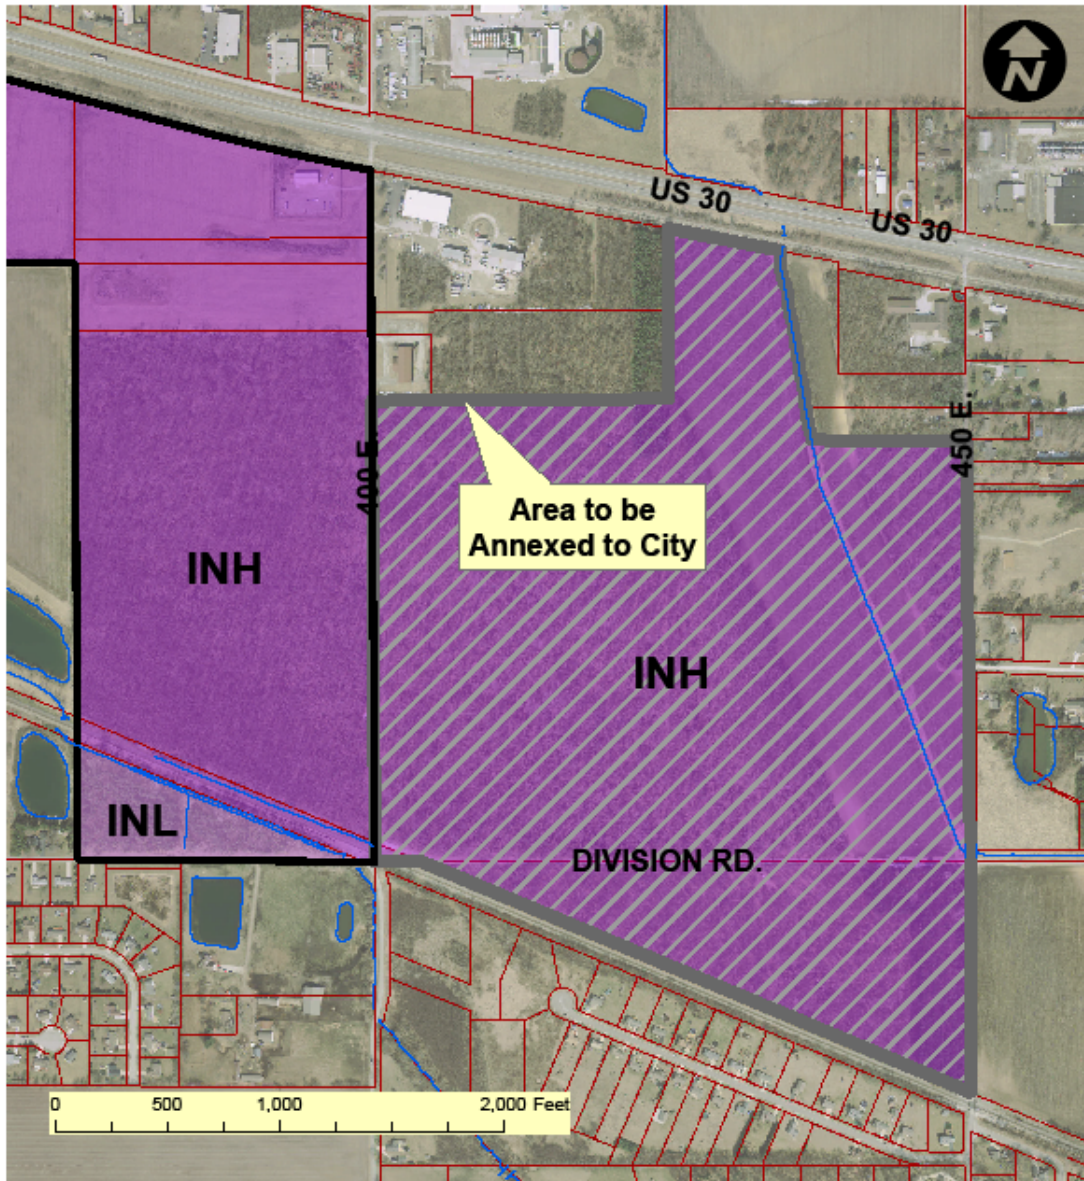 N
US 30
US 30
450 E.
400 E.
Area to be
Annexed to City
INH
INH
INL
DIVISION RD.
0 500 1,000 2,000 Feet